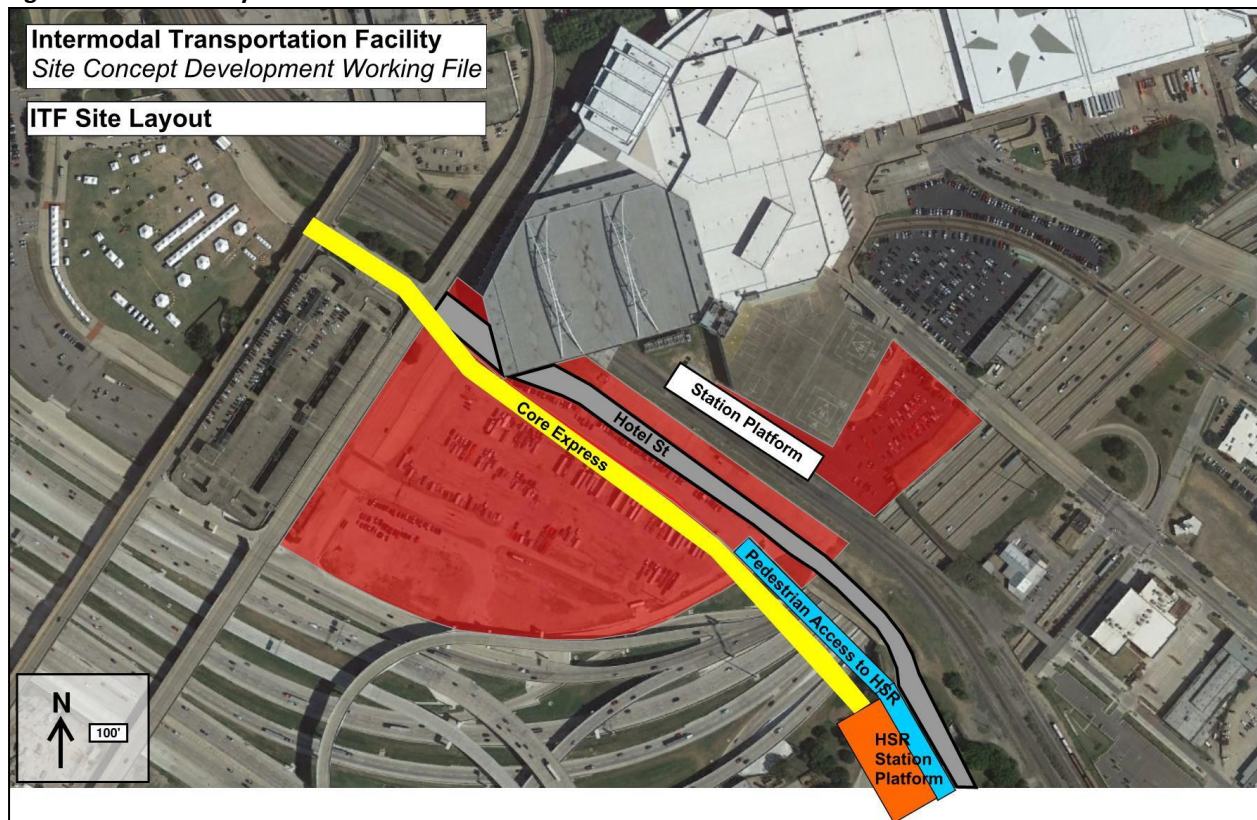 Intermodal Transportation Facility
Site Concept Development Working File
ITF Site Layout
Station Platform
Hotel St
Core Express
Pedestrian Access to HSR
HSR
Station
Platform
N
100'